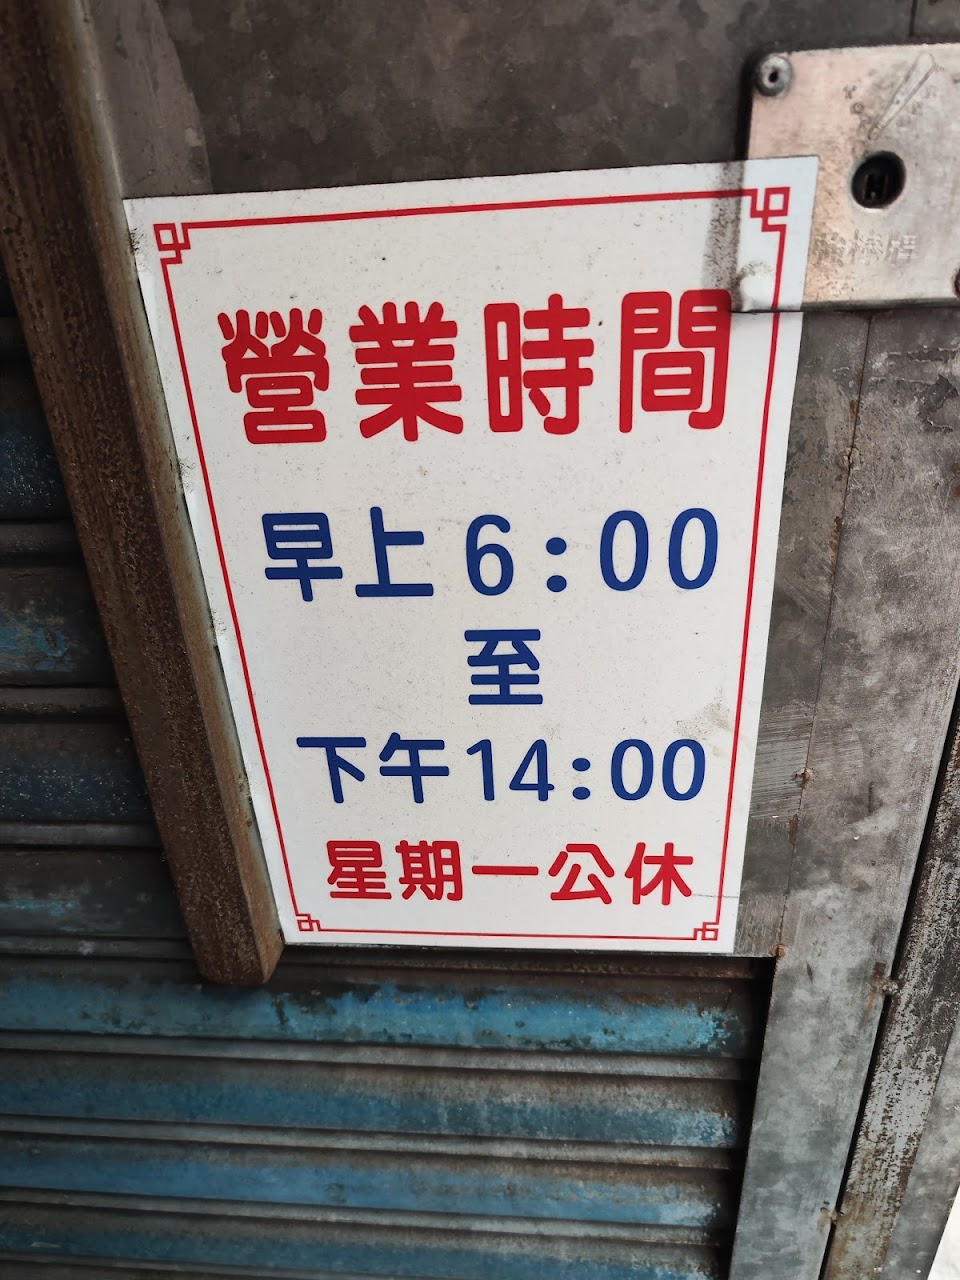 營業時間
早上6:00
至
下午14:00
星期一公休